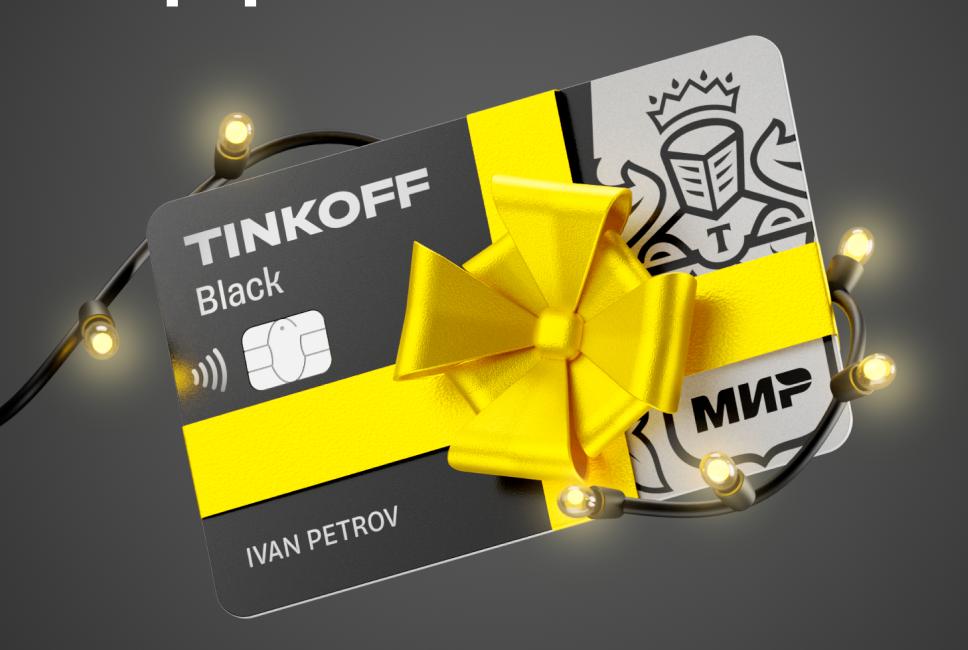 TINKOFF
Black
T
МИР
IVAN PETROV